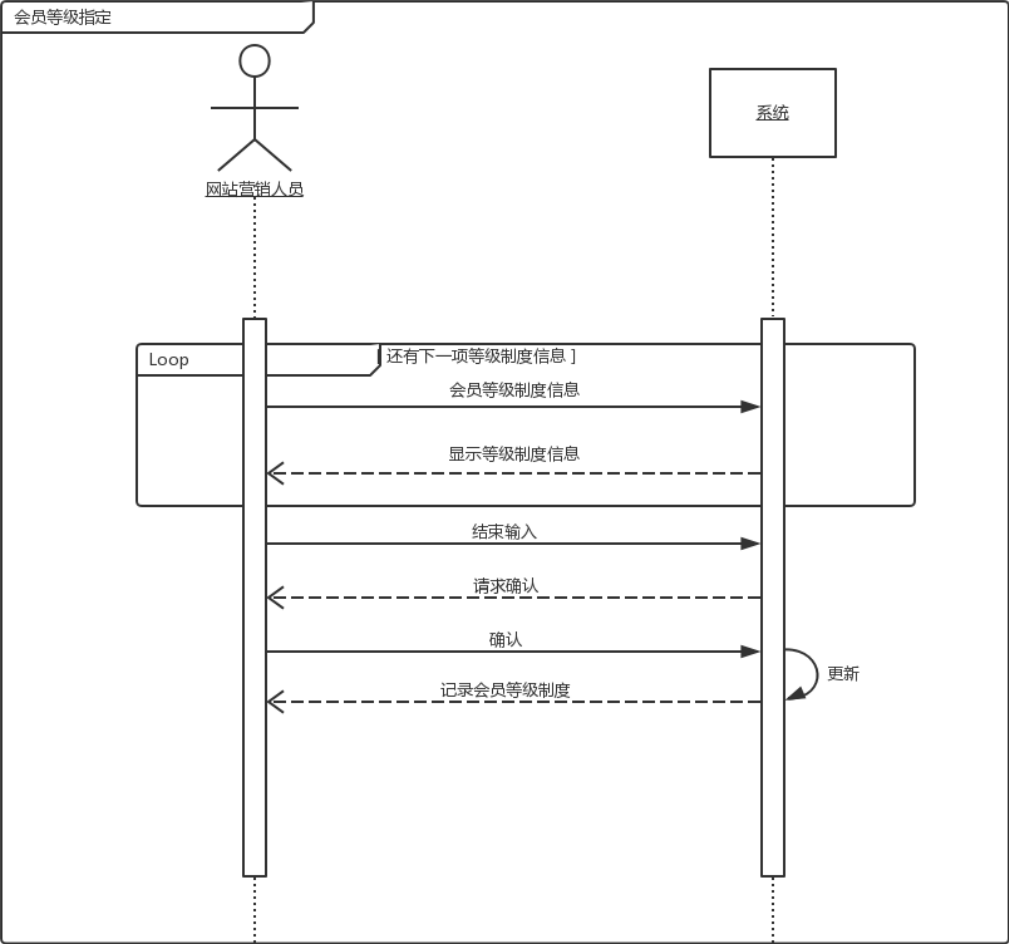 会员等级指定
系统
网站营销人员
Loop
[ 还有下一项等级制度信息 ]
会员等级制度信息
显示等级制度信息
结束输入
请求确认
确认
更新
记录会员等级制度